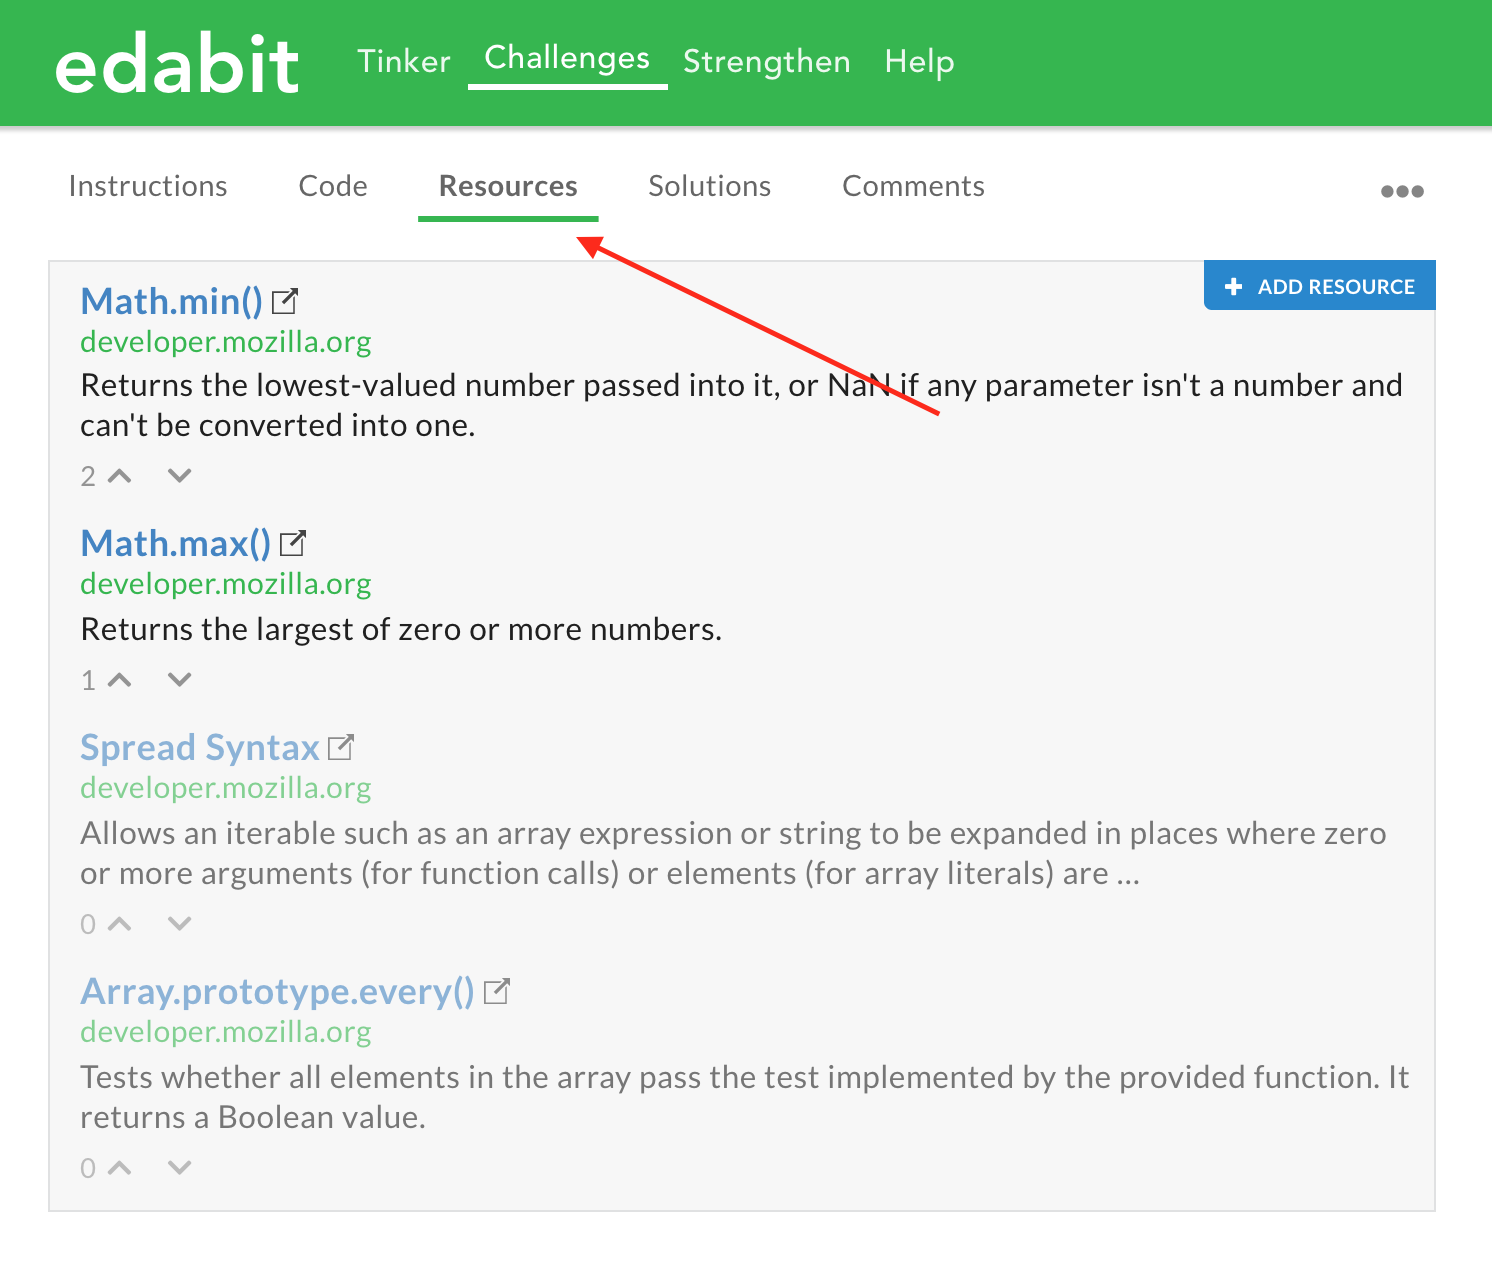 edabit Tinker Challenges Strengthen Help
Instructions Code Resources Solutions Comments
ADD RESOURCE
Math.min()
developer.mozilla.org
Returns the lowest-valued number passed into it, or NaN if any parameter isn't a number and
can't be converted into one.
2
Math.max()
developer.mozilla.org
Returns the largest of zero or more numbers.
1
Spread Syntax
developer.mozilla.org
Allows an iterable such as an array expression or string to be expanded in places where zero
or more arguments (for function calls) or elements (for array literals) are ...
0
Array.prototype.every()
developer.mozilla.org
Tests whether all elements in the array pass the test implemented by the provided function. It
returns a Boolean value.
0